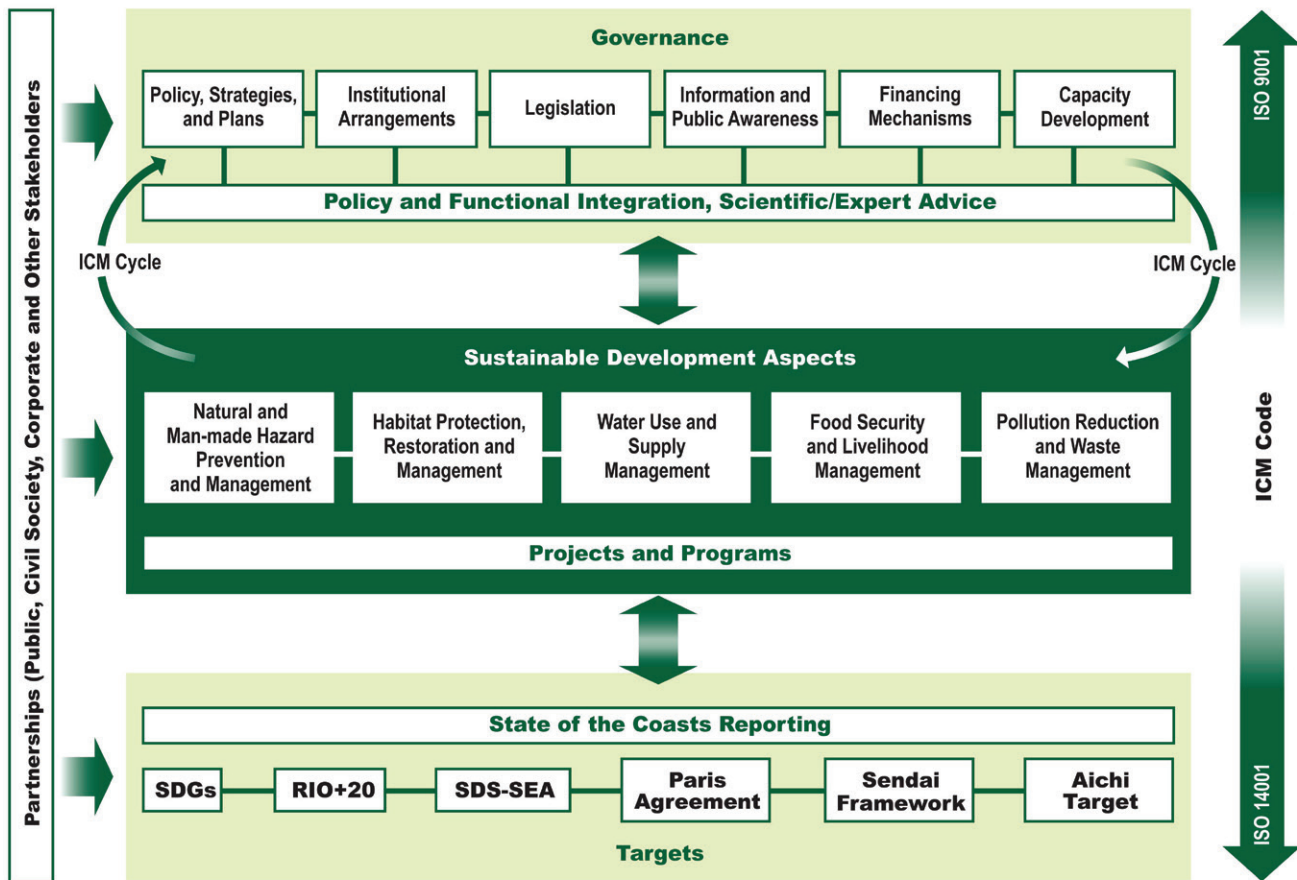 Partnerships (Public, Civil Society, Corporate and Other Stakeholders
Governance
Policy, Strategies,
and Plans
Institutional
Arrangements
Legislation
Information and
Public Awareness
Financing
Mechanisms
Capacity
Development
Policy and Functional Integration, Scientific/Expert Advice
ICM Cycle
ICM Cycle
Sustainable Development Aspects
Natural and
Man-made Hazard
Prevention
and Management
Habitat Protection,
Restoration and
Management
Water Use and
Supply
Management
Food Security
and Livelihood
Management
Pollution Reduction
and Waste
Management
Projects and Programs
State of the Coasts Reporting
SDGs
RIO+20
SDS-SEA
Paris
Agreement
Sendai
Framework
Aichi
Target
Targets
ISO 9001
ICM Code
ISO 14001